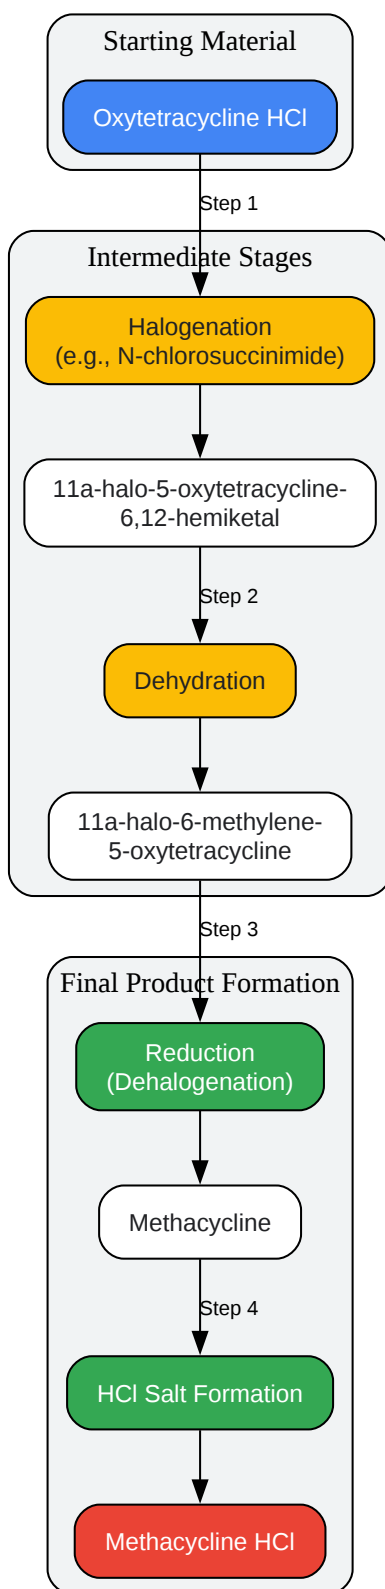 Starting Material
Oxytetracycline HCl
Step 1
Intermediate Stages
Halogenation
(e.g., N-chlorosuccinimide)
11a-halo-5-oxytetracycline-
6,12-hemiketal
Step 2
Dehydration
11a-halo-6-methylene-
5-oxytetracycline
Step 3
Final Product Formation
Reduction
(Dehalogenation)
Methacycline
Step 4
HCl Salt Formation
Methacycline HCl